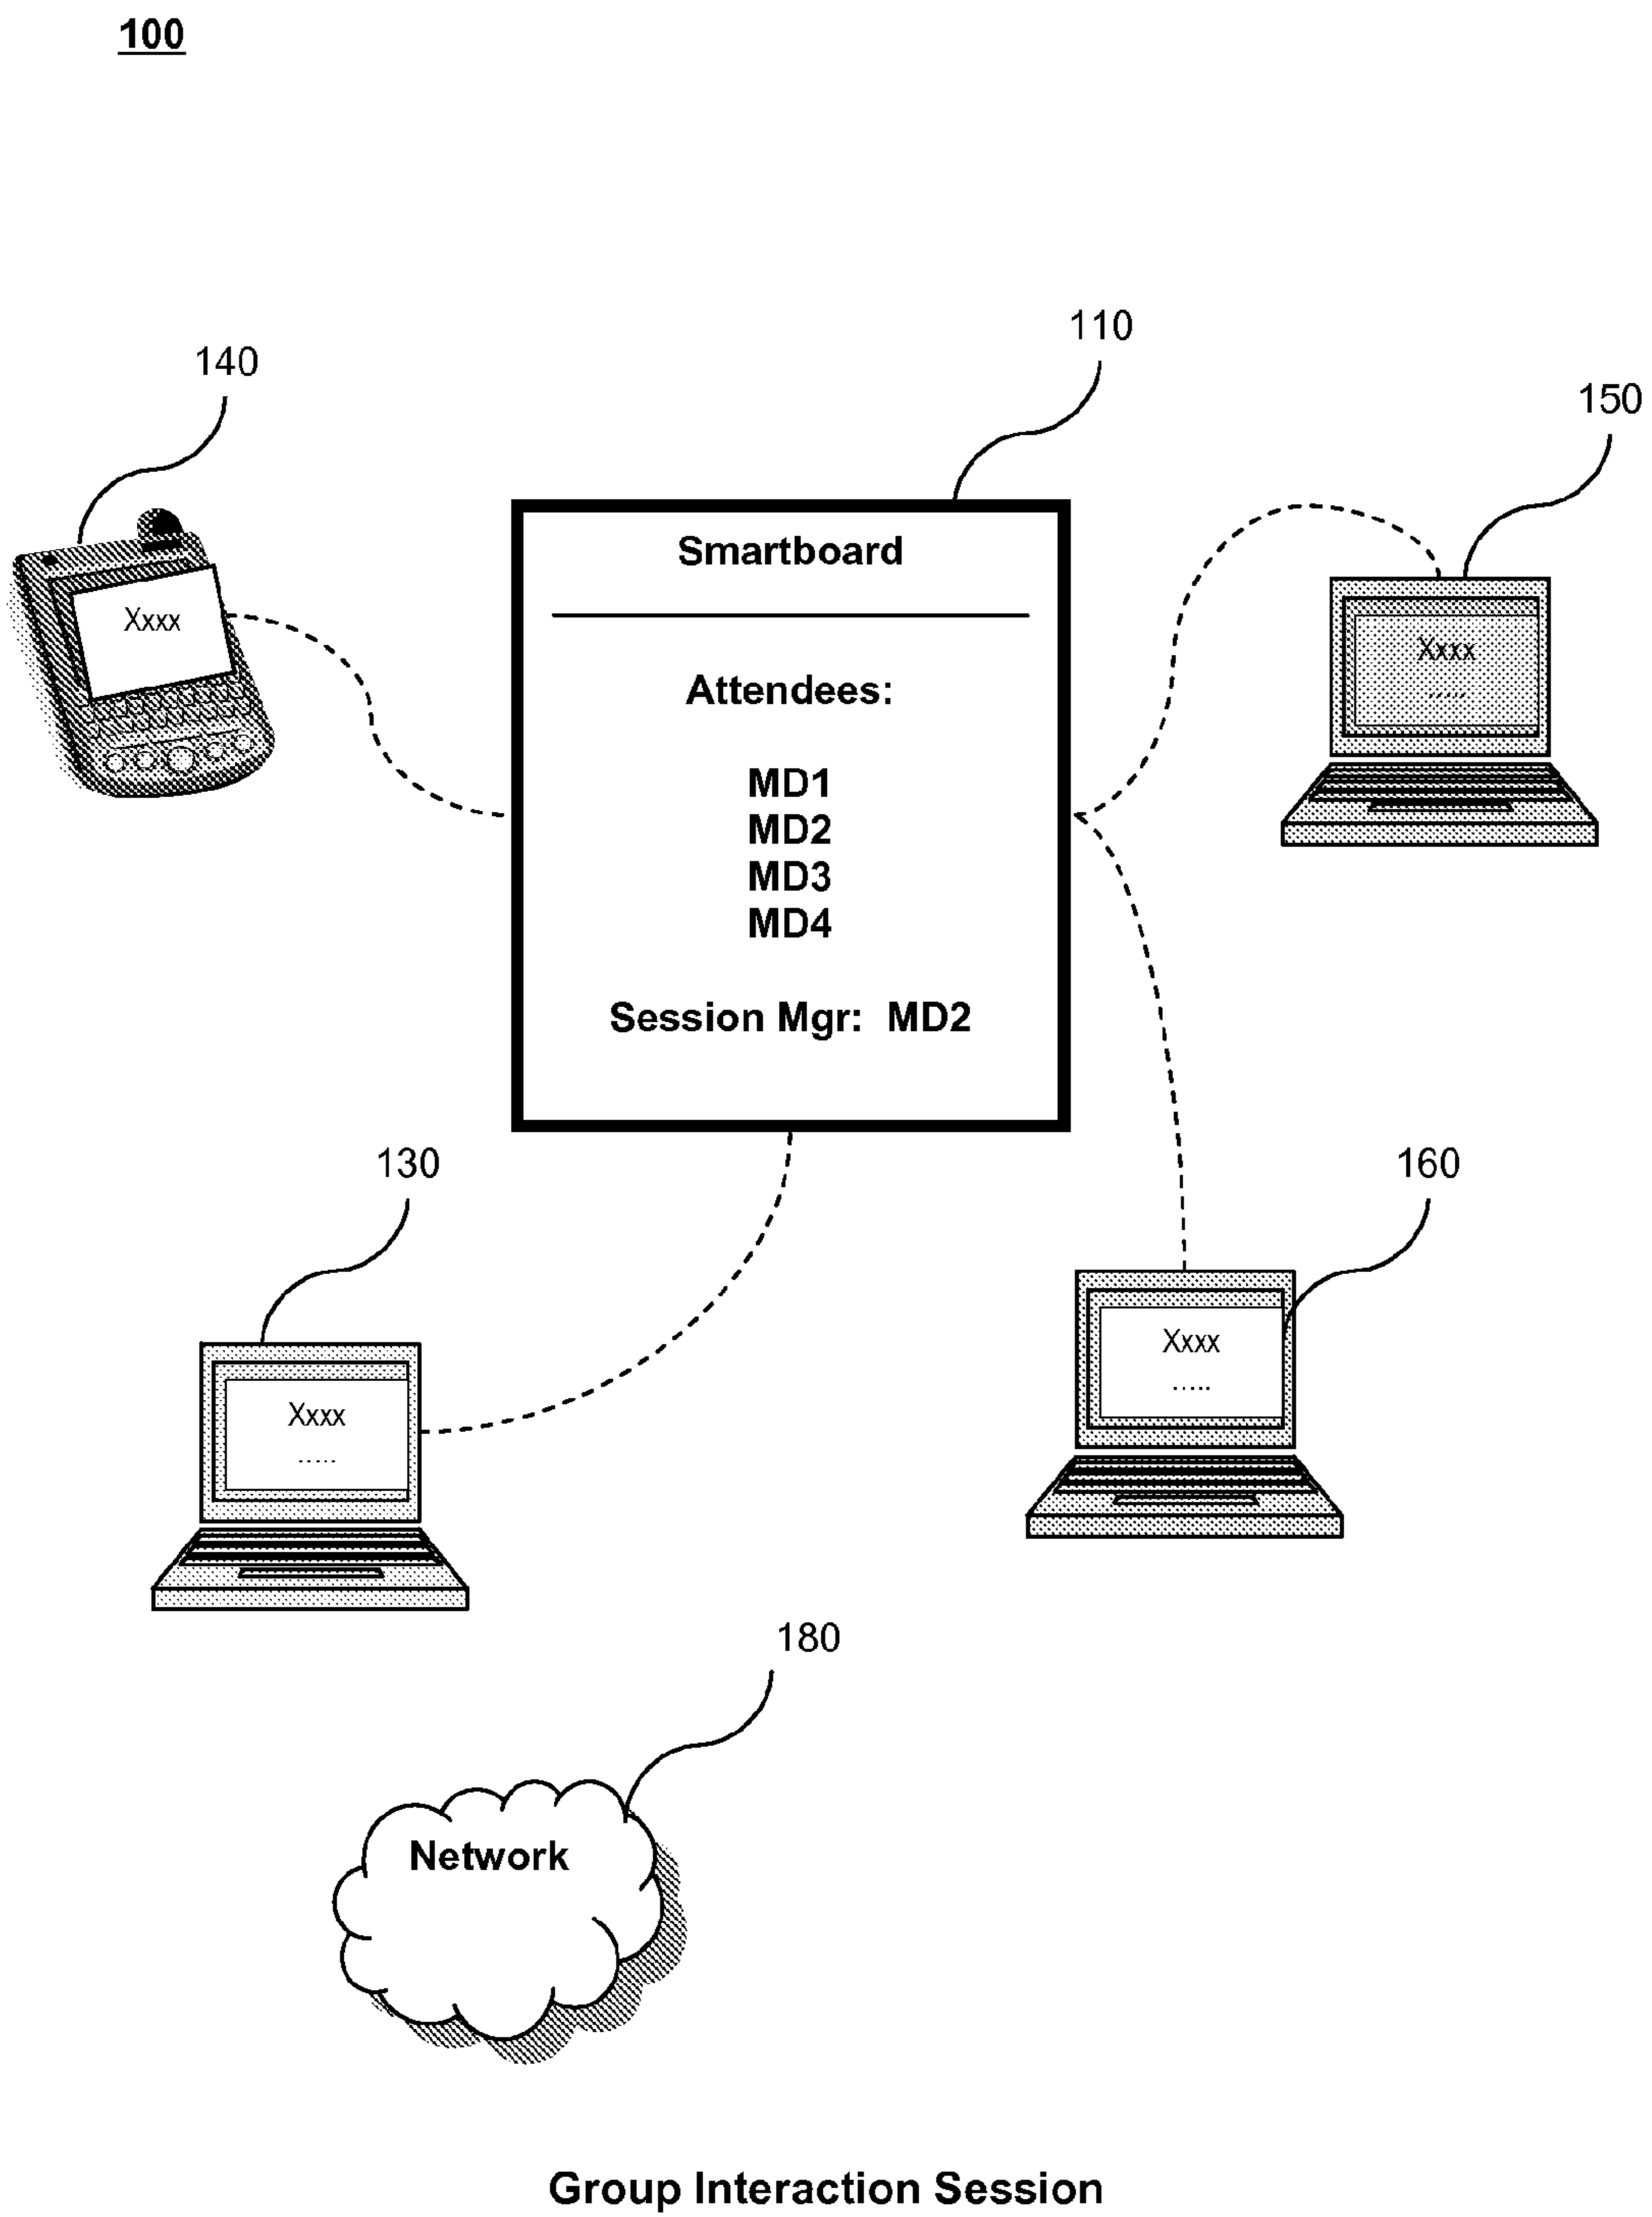 100
110
140
150
Smartboard
Xxxx
Xxxx
.....
Attendees:
MD1
MD2
MD3
MD4
Session Mgr: MD2
130
160
Xxxx
.....
Xxxx
.....
180
Network
Group Interaction Session